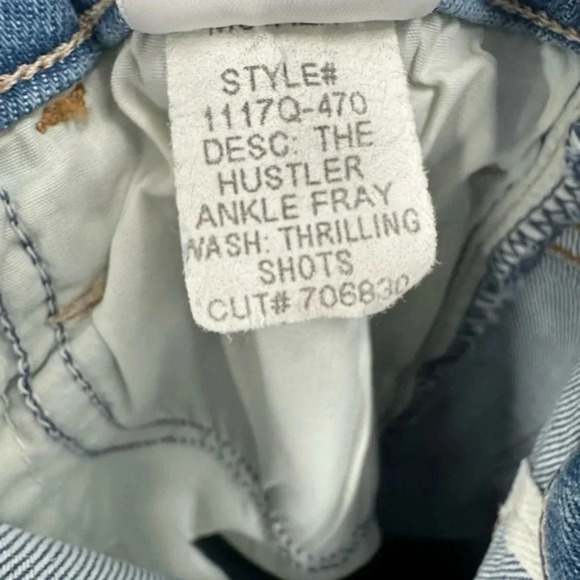 STYLE#
1117Q-470
DESC: THE
HUSTLER
ANKLE FRAY
WASH: THRILLING
SHOTS
CUT# 706830